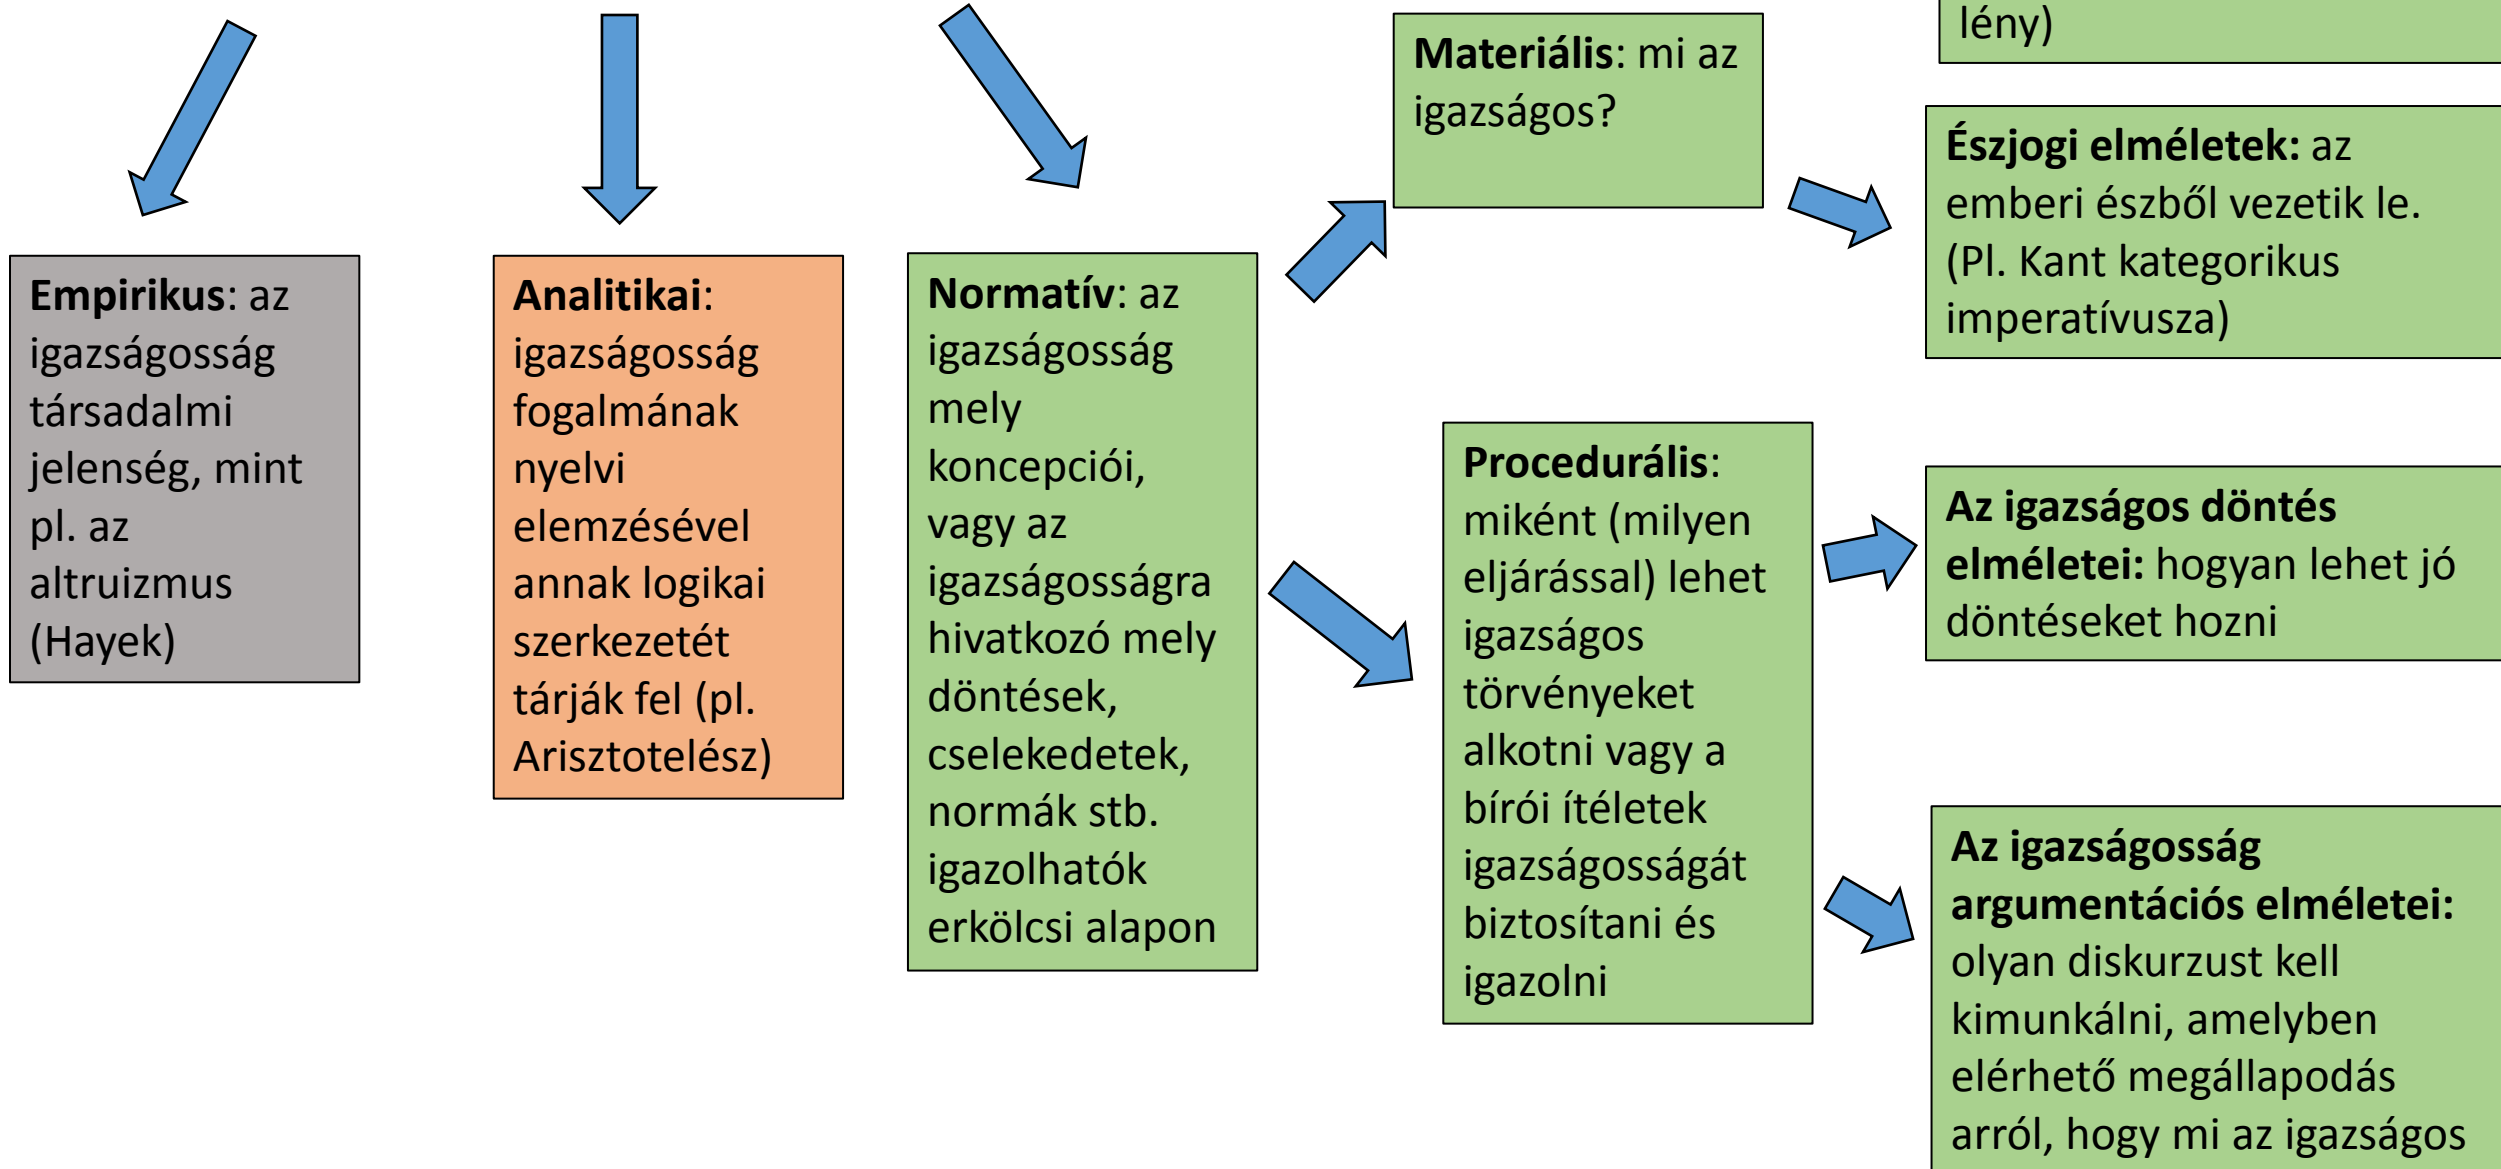 Empirikus: az
igazságosság
társadalmi
jelenség, mint
pl. az
altruizmus
(Hayek)
Analitikai:
igazságosság
fogalmának
nyelvi
elemzésével
annak logikai
szerkezetét
tárják fel (pl.
Arisztotelész)
Normatív: az
igazságosság
mely
koncepciói,
vagy az
igazságosságra
hivatkozó mely
döntések,
cselekedetek,
normák stb.
igazolhatók
erkölcsi alapon
Materiális: mi az
igazságos?
Procedurális:
miként (milyen
eljárással) lehet
igazságos
törvényeket
alkotni vagy a
bírói ítéletek
igazságosságát
biztosítani és
igazolni
lény)
Észjogi elméletek: az
emberi észből vezetik le.
(Pl. Kant kategorikus
imperatívusza)
Az igazságos döntés
elméletei: hogyan lehet jó
döntéseket hozni
Az igazságosság
argumentációs elméletei:
olyan diskurzust kell
kimunkálni, amelyben
elérhető megállapodás
arról, hogy mi az igazságos